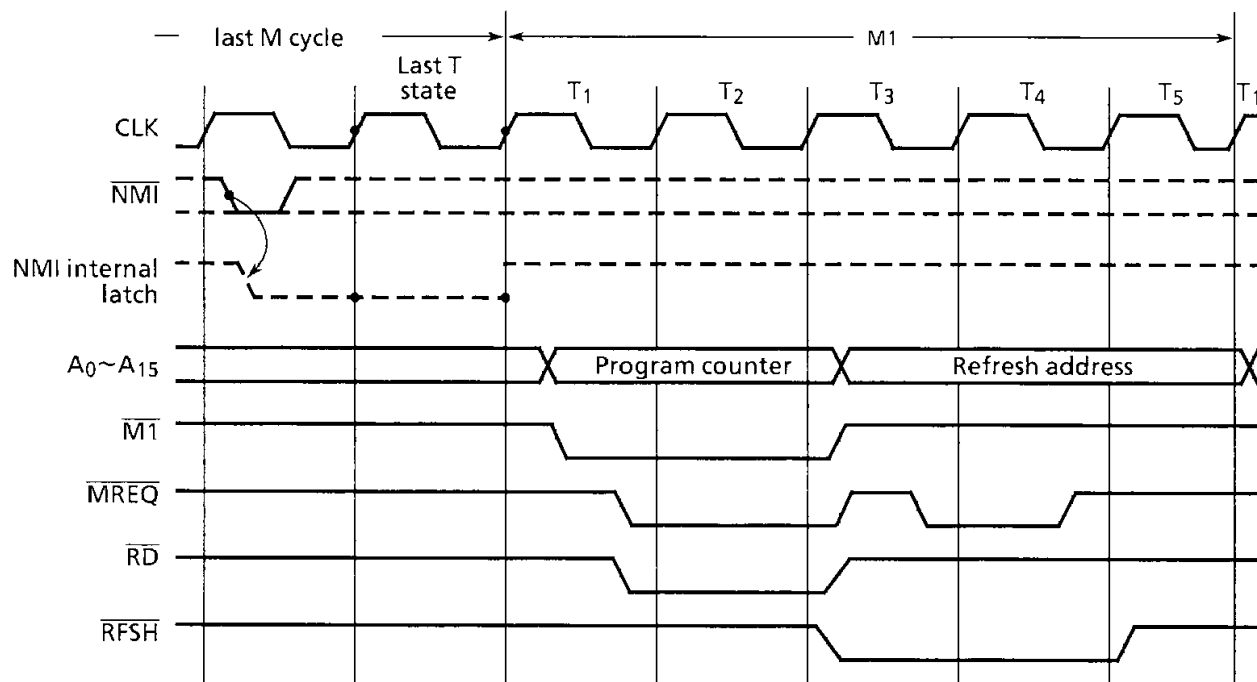 — last M cycle
M1
Last T
state
T1 T2 T3 T4 T5 T1
CLK
NMI
NMI internal
latch
A0~A15 Program counter Refresh address
M1
MREQ
RD
RFSH